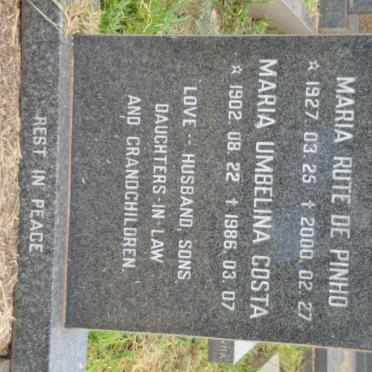 MARIA RUTE DE PINHO
☆ 1927 03 25 † 2000 02 27
MARIA UMBELINA COSTA
☆ 1902 08 22 † 1986 03 07
LOVE:- HUSBAND, SONS
DAUGHTERS-IN-LAW
AND GRANDCHILDREN.
REST IN PEACE